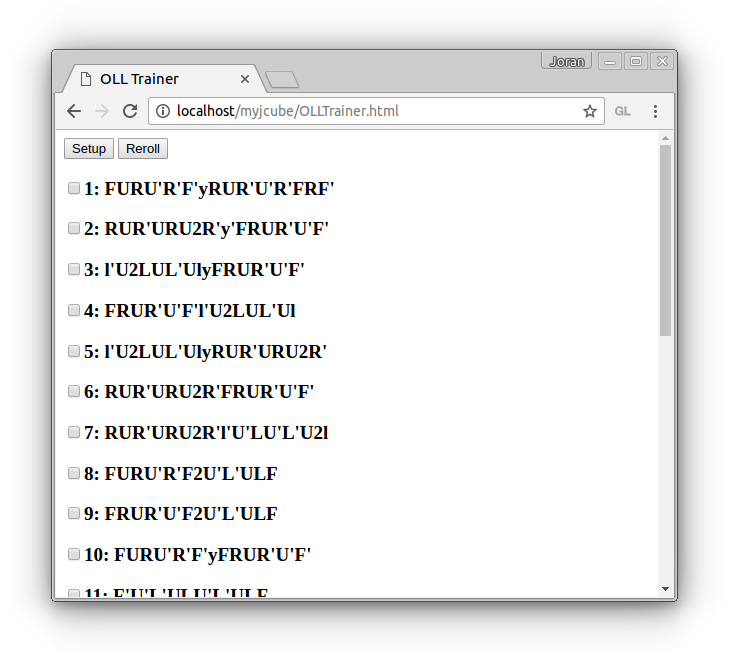 Joran
OLL Trainer
localhost/myjcube/OLLTrainer.html
GL
Setup Reroll
1: FURU'R'F'yRUR'U'R'FRF'
2: RUR'URU2R'y'FRUR'U'F'
3: l'U2LUL'UlyFRUR'U'F'
4: FRUR'U'F'l'U2LUL'Ul
5: l'U2LUL'UlyRUR'URU2R'
6: RUR'URU2R'FRUR'U'F'
7: RUR'URU2R'l'U'LU'L'U2l
8: FURU'R'F2U'L'ULF
9: FRUR'U'F2U'L'ULF
10: FURU'R'F'yFRUR'U'F'
11: F'U'L'ULU'L'ULF